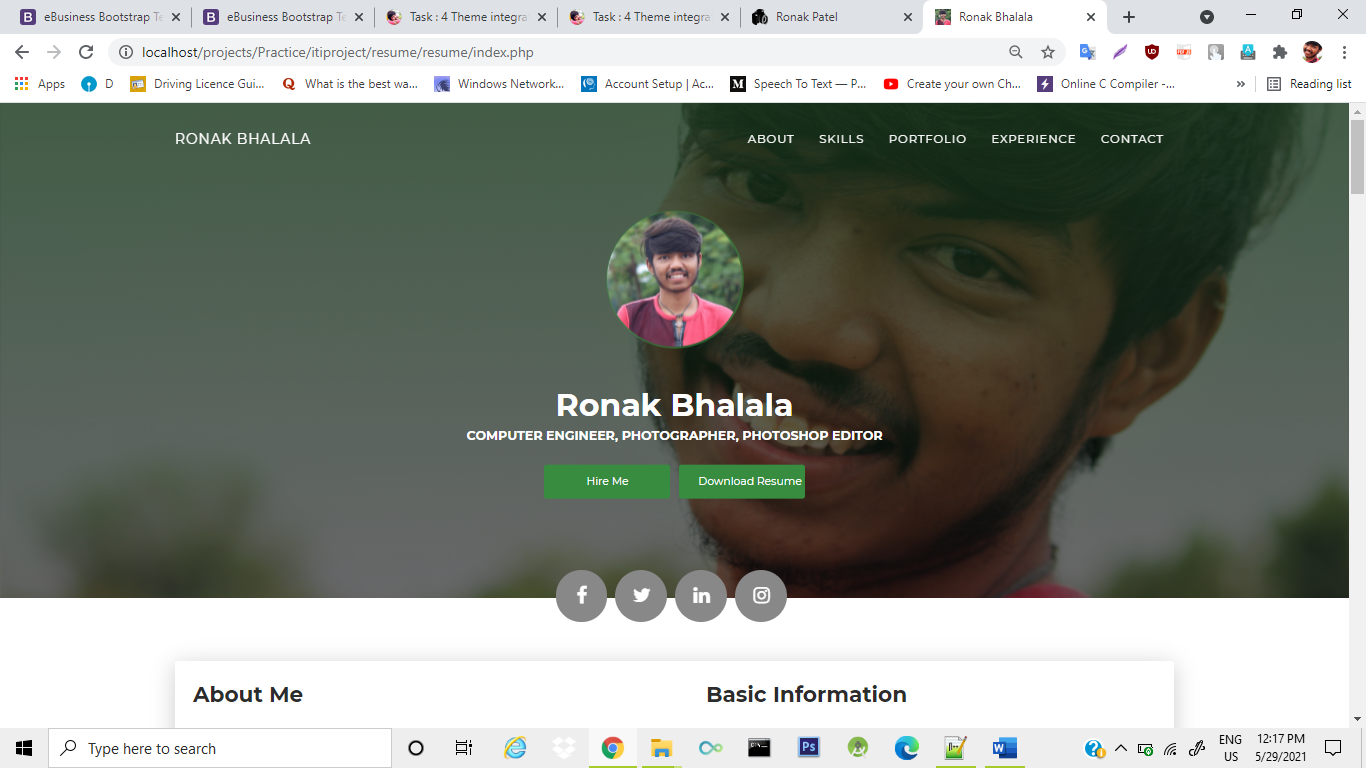 eBusiness Bootstrap Te
eBusiness Bootstrap Te
Task : 4 Theme integra
Task : 4 Theme integra
Ronak Patel
Ronak Bhalala
localhost/projects/Practice/itiproject/resume/resume/index.php
Apps
D
Driving Licence Gui...
What is the best wa...
Windows Network...
Account Setup | Ac...
Speech To Text — P...
Create your own Ch...
Online C Compiler -...
Reading list
RONAK BHALALA
ABOUT SKILLS PORTFOLIO EXPERIENCE CONTACT
Ronak Bhalala
COMPUTER ENGINEER, PHOTOGRAPHER, PHOTOSHOP EDITOR
Hire Me
Download Resume
About Me
Basic Information
Type here to search
ENG
US
12:17 PM
5/29/2021